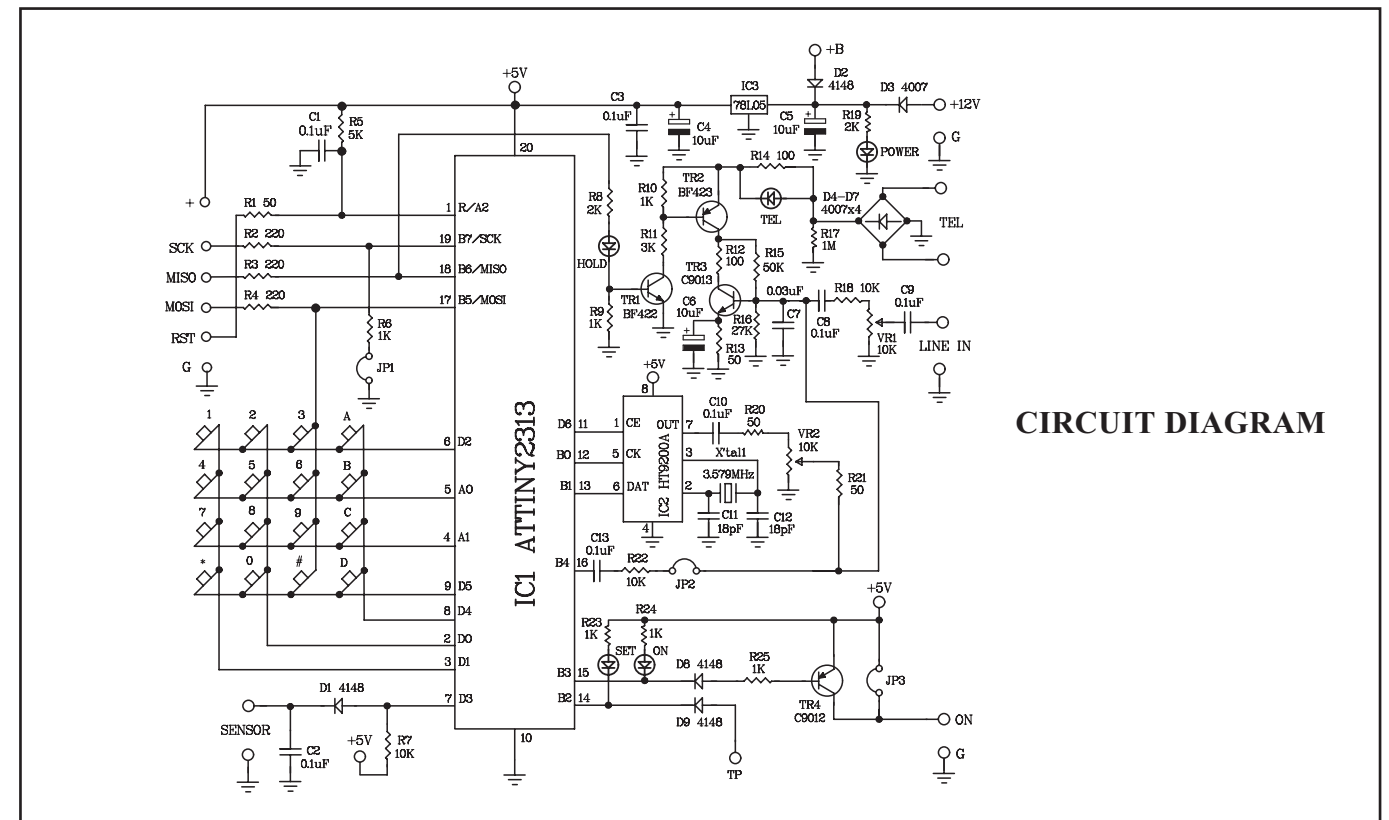 +B
D2
4148
D3 4007
+12V
+5V
IC3
78L05
C3
0.1uF
C4
10uF
C5
10uF
R19
2K
POWER
G
C1
0.1uF
R5
5K
20
R14 100
TR2
BF423
TEL
D4-D7
4007x4
TEL
R8
2K
R10
1K
R11
3K
HOLD
R17
1M
+
R1 50
1 R/A2
SCK
R2 220
19 B7/SCK
MISO
R3 220
18 B6/MISO
MOSI
R4 220
17 B5/MOSI
RST
G
R6
1K
JP1
R12
100
R15
50K
TR3
C9013
TR1
BF422
R9
1K
C6
10uF
R16
27K
R13
50
0.03uF
C7
C8
0.1uF
R18 10K
VR1
10K
C9
0.1uF
LINE IN
CIRCUIT DIAGRAM
+5V
8
IC1 ATTINY2313
D6 11
1 CE
OUT 7
C10
0.1uF
R20
50
VR2
10K
B0 12
5 CK
3
X'tal1
3.579MHz
B1 13
6 DAT
2
IC2 HT9200A
4
C11
18pF
C12
18pF
R21
50
1
2
3
A
6 D2
4
5
6
B
5 A0
7
8
9
C
4 A1
*
0
#
D
9 D5
8 D4
2 D0
3 D1
B4 16
C13
0.1uF
R22
10K
JP2
+5V
R23
1K
R24
1K
SET
ON
B3 15
D8 4148
R25
1K
TR4
C9012
JP3
B2 14
D9 4148
TP
ON
G
SENSOR
D1 4148
7 D3
C2
0.1uF
+5V
R7
10K
10